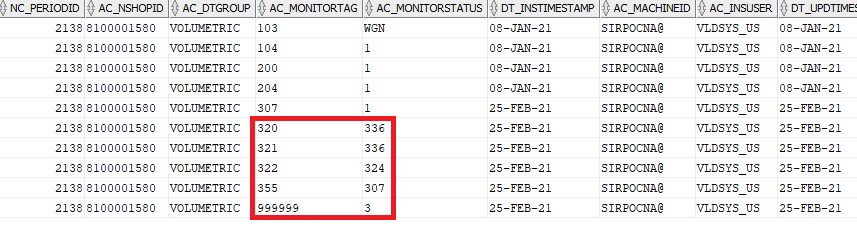 NC_PERIODID AC_NSHOPID AC_DTGROUP AC_MONITORTAG AC_MONITORSTATUS DT_INSTIMESTAMP AC_MACHINEID AC_INSUSER DT_UPDTIMES
2138 8100001580 VOLUMETRIC 103 WGN 08-JAN-21 SIRPOCNA@ VLDSYS_US 08-JAN-21
2138 8100001580 VOLUMETRIC 104 1 08-JAN-21 SIRPOCNA@ VLDSYS_US 08-JAN-21
2138 8100001580 VOLUMETRIC 200 1 08-JAN-21 SIRPOCNA@ VLDSYS_US 08-JAN-21
2138 8100001580 VOLUMETRIC 204 1 08-JAN-21 SIRPOCNA@ VLDSYS_US 08-JAN-21
2138 8100001580 VOLUMETRIC 307 1 25-FEB-21 SIRPOCNA@ VLDSYS_US 25-FEB-21
2138 8100001580 VOLUMETRIC 320 336 25-FEB-21 SIRPOCNA@ VLDSYS_US 25-FEB-21
2138 8100001580 VOLUMETRIC 321 336 25-FEB-21 SIRPOCNA@ VLDSYS_US 25-FEB-21
2138 8100001580 VOLUMETRIC 322 324 25-FEB-21 SIRPOCNA@ VLDSYS_US 25-FEB-21
2138 8100001580 VOLUMETRIC 355 307 25-FEB-21 SIRPOCNA@ VLDSYS_US 25-FEB-21
2138 8100001580 VOLUMETRIC 999999 3 25-FEB-21 SIRPOCNA@ VLDSYS_US 25-FEB-21